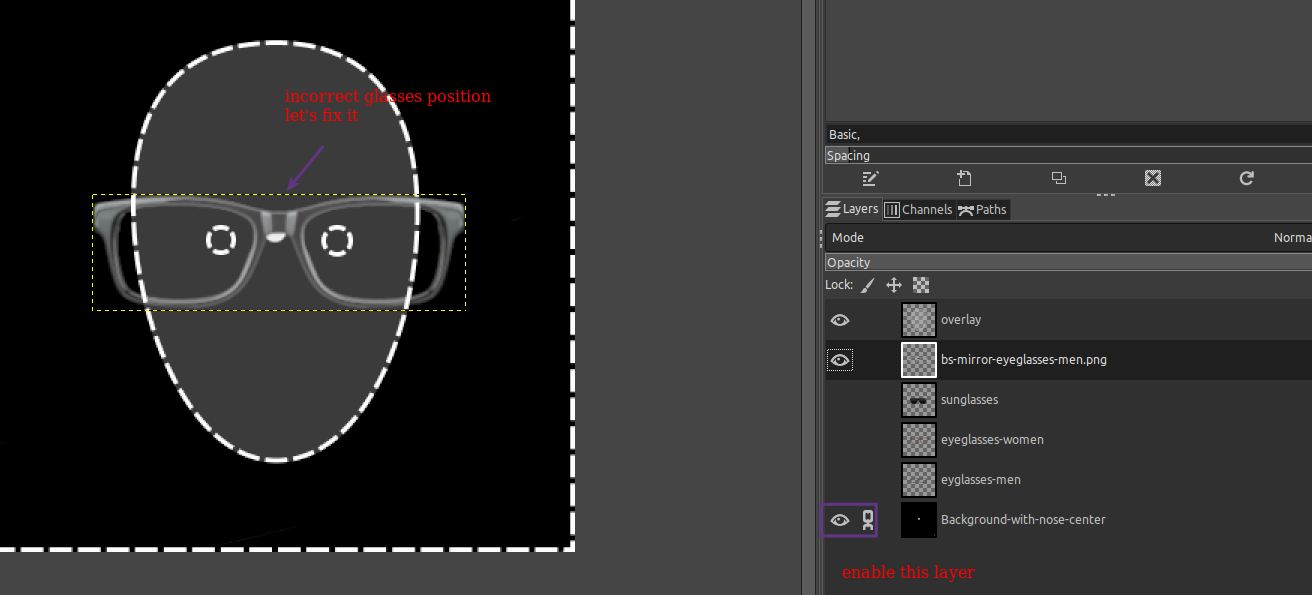 incorrect glasses position
let's fix it
Basic,
Spacing
Layers
Channels
Paths
Mode
Norma
Opacity
Lock:
overlay
bs-mirror-eyeglasses-men.png
sunglasses
eyeglasses-women
eyglasses-men
Background-with-nose-center
enable this layer